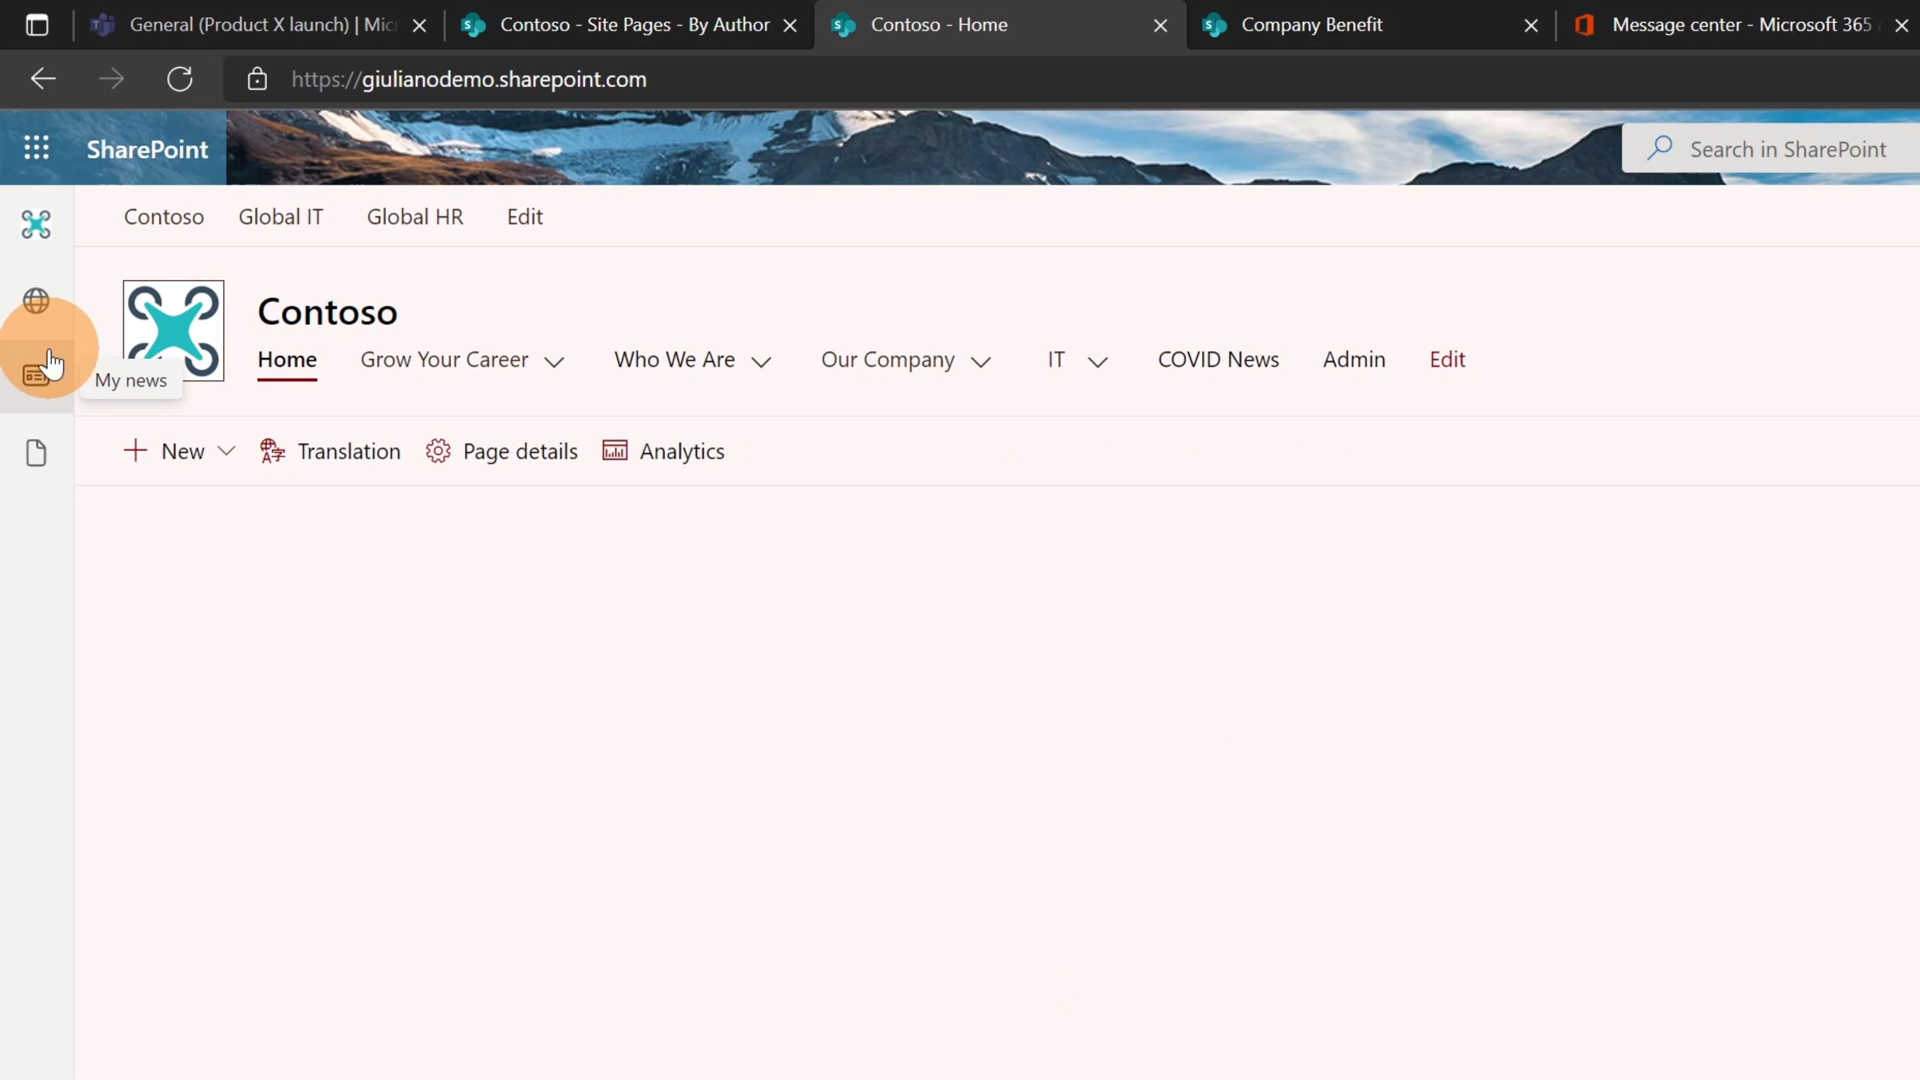 General (Product X launch) | Mic
Contoso - Site Pages - By Author
Contoso - Home
Company Benefit
Message center - Microsoft 365
https://giulianodemo.sharepoint.com
SharePoint
Search in SharePoint
Contoso Global IT Global HR Edit
Contoso
Home Grow Your Career Who We Are Our Company IT COVID News Admin Edit
My news
New Translation Page details Analytics